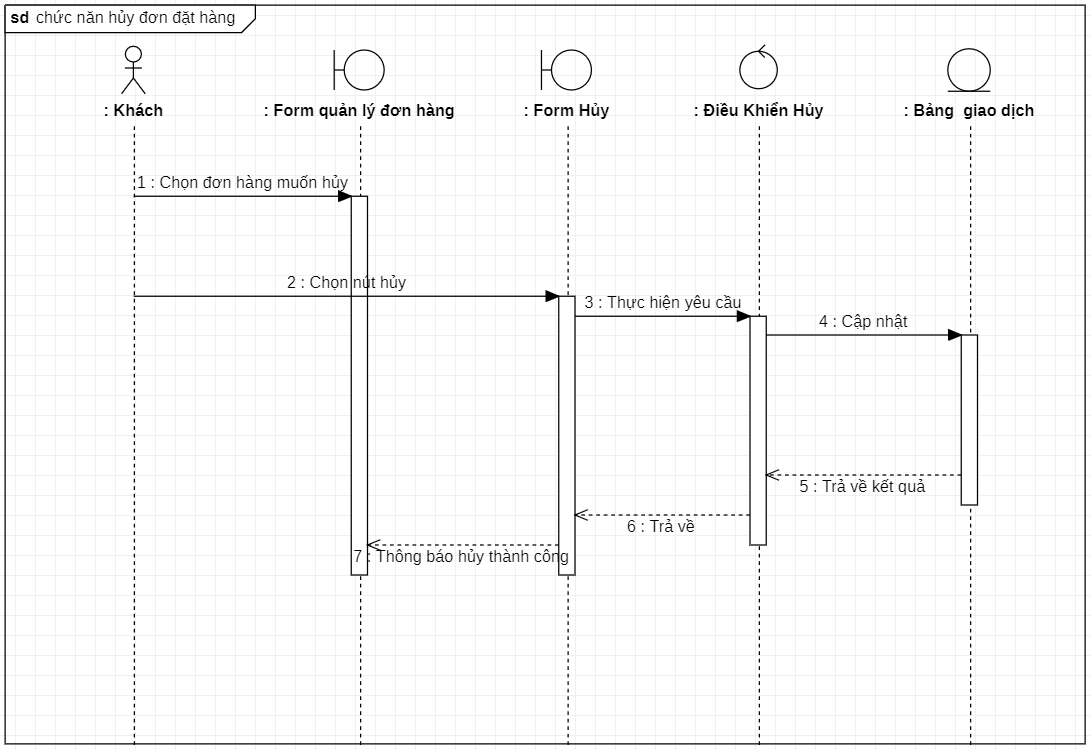 sd chức năn hủy đơn đặt hàng
: Khách
: Form quản lý đơn hàng
: Form Hủy
: Điều Khiển Hủy
: Bảng giao dịch
1 : Chọn đơn hàng muốn hủy
2 : Chọn nút hủy
3 : Thực hiện yêu cầu
4 : Cập nhật
5 : Trả về kết quả
6 : Trả về
7 : Thông báo hủy thành công